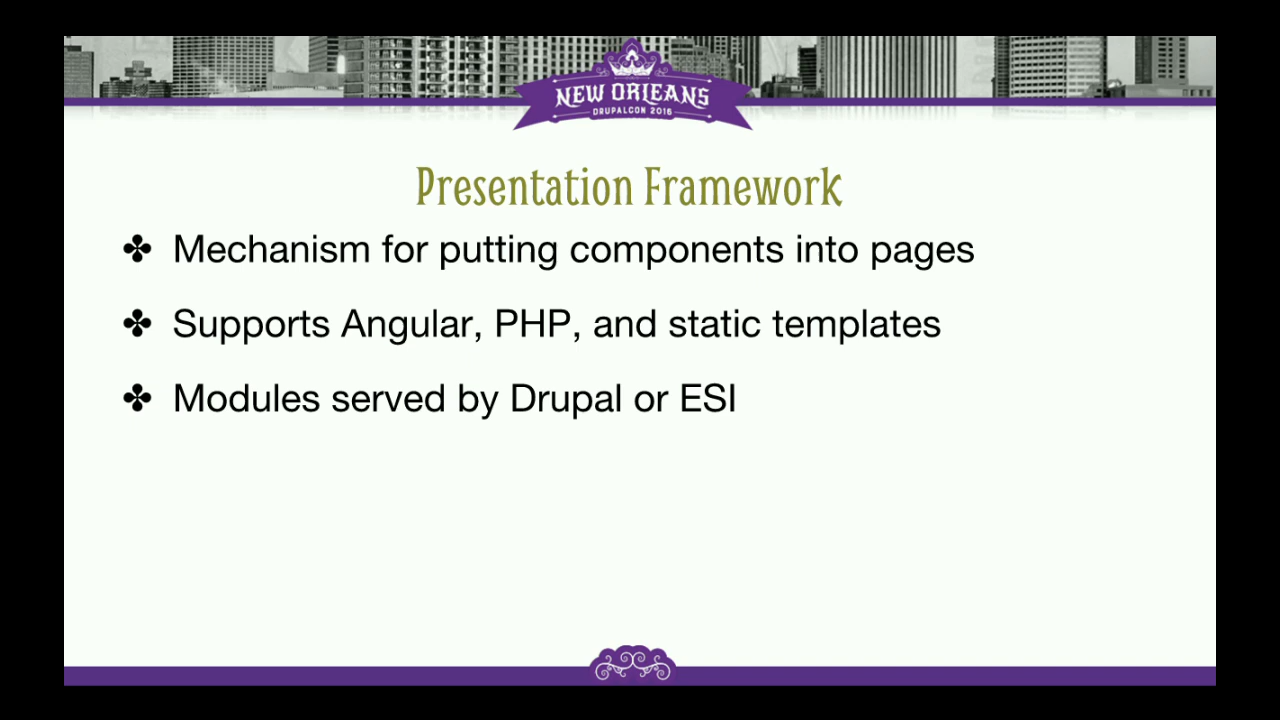 NEW ORLEANS
DRUPALCON 2016
Presentation Framework
✤ Mechanism for putting components into pages
✤ Supports Angular, PHP, and static templates
✤ Modules served by Drupal or ESI